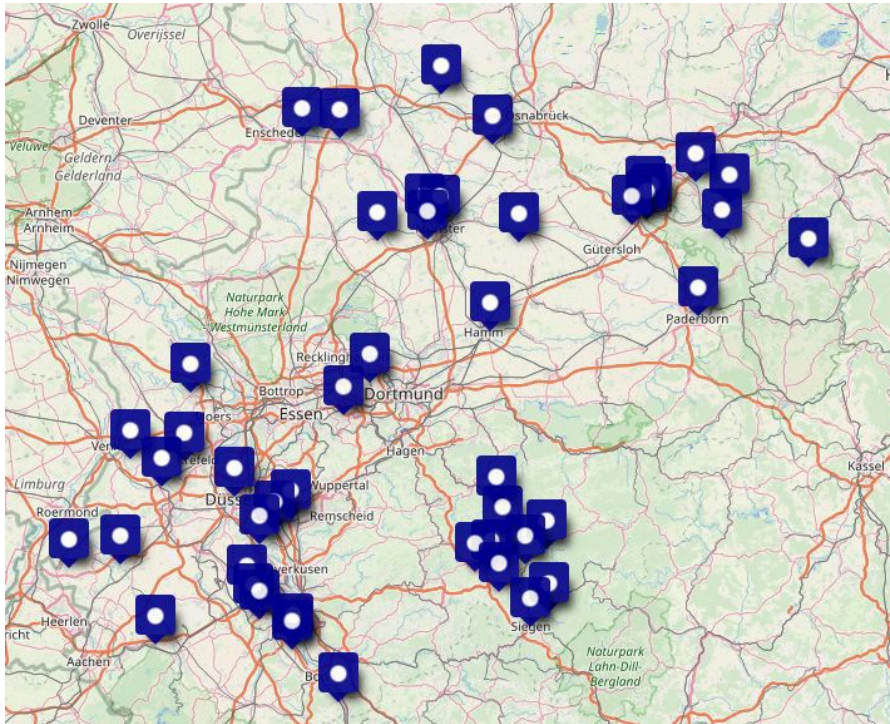 Zwolle
Overijssel
Deventer
Enschede
Osnabrück
Veluwe
Geldern
Gelderland
Arnhem
Arnheim
Gütersloh
Nijmegen
Nimwegen
Naturpark
Hohe Mark
Westmünsterland
Paderborn
Hamm
Bottrop
Dortmund
Essen
Hagen
Kassel
Limburg
Wuppertal
Roermond
Remscheid
Heerlen
Aachen
Siegen
Naturpark
Lahn-Dill-
Bergland